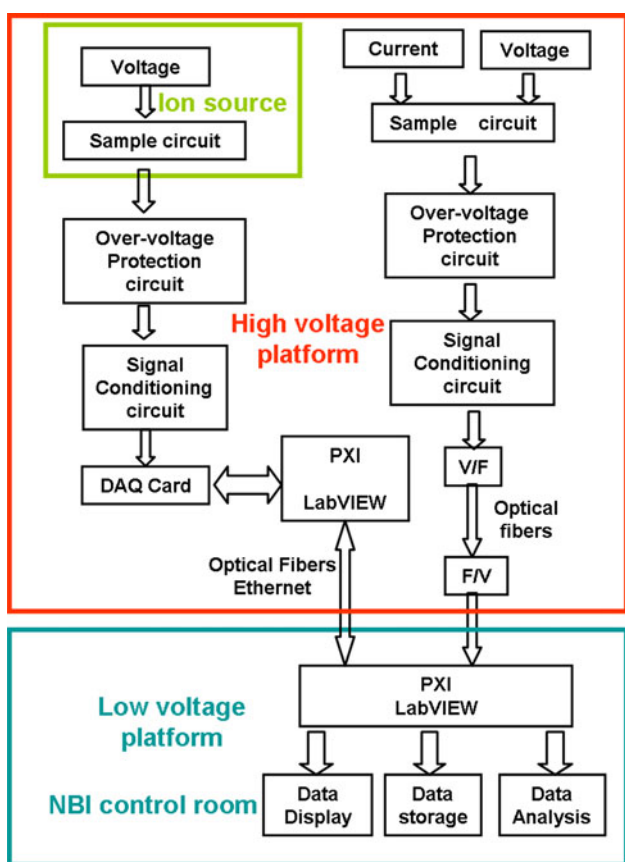 Voltage
Ion source
Sample circuit
Over-voltage
Protection
circuit
Signal
Conditioning
circuit
DAQ Card
PXI
LabVIEW
Optical Fibers
Ethernet
High voltage
platform
Current
Voltage
Sample circuit
Over-voltage
Protection
circuit
Signal
Conditioning
circuit
V/F
Optical
fibers
F/V
Low voltage
platform
NBI control room
PXI
LabVIEW
Data
Display
Data
storage
Data
Analysis